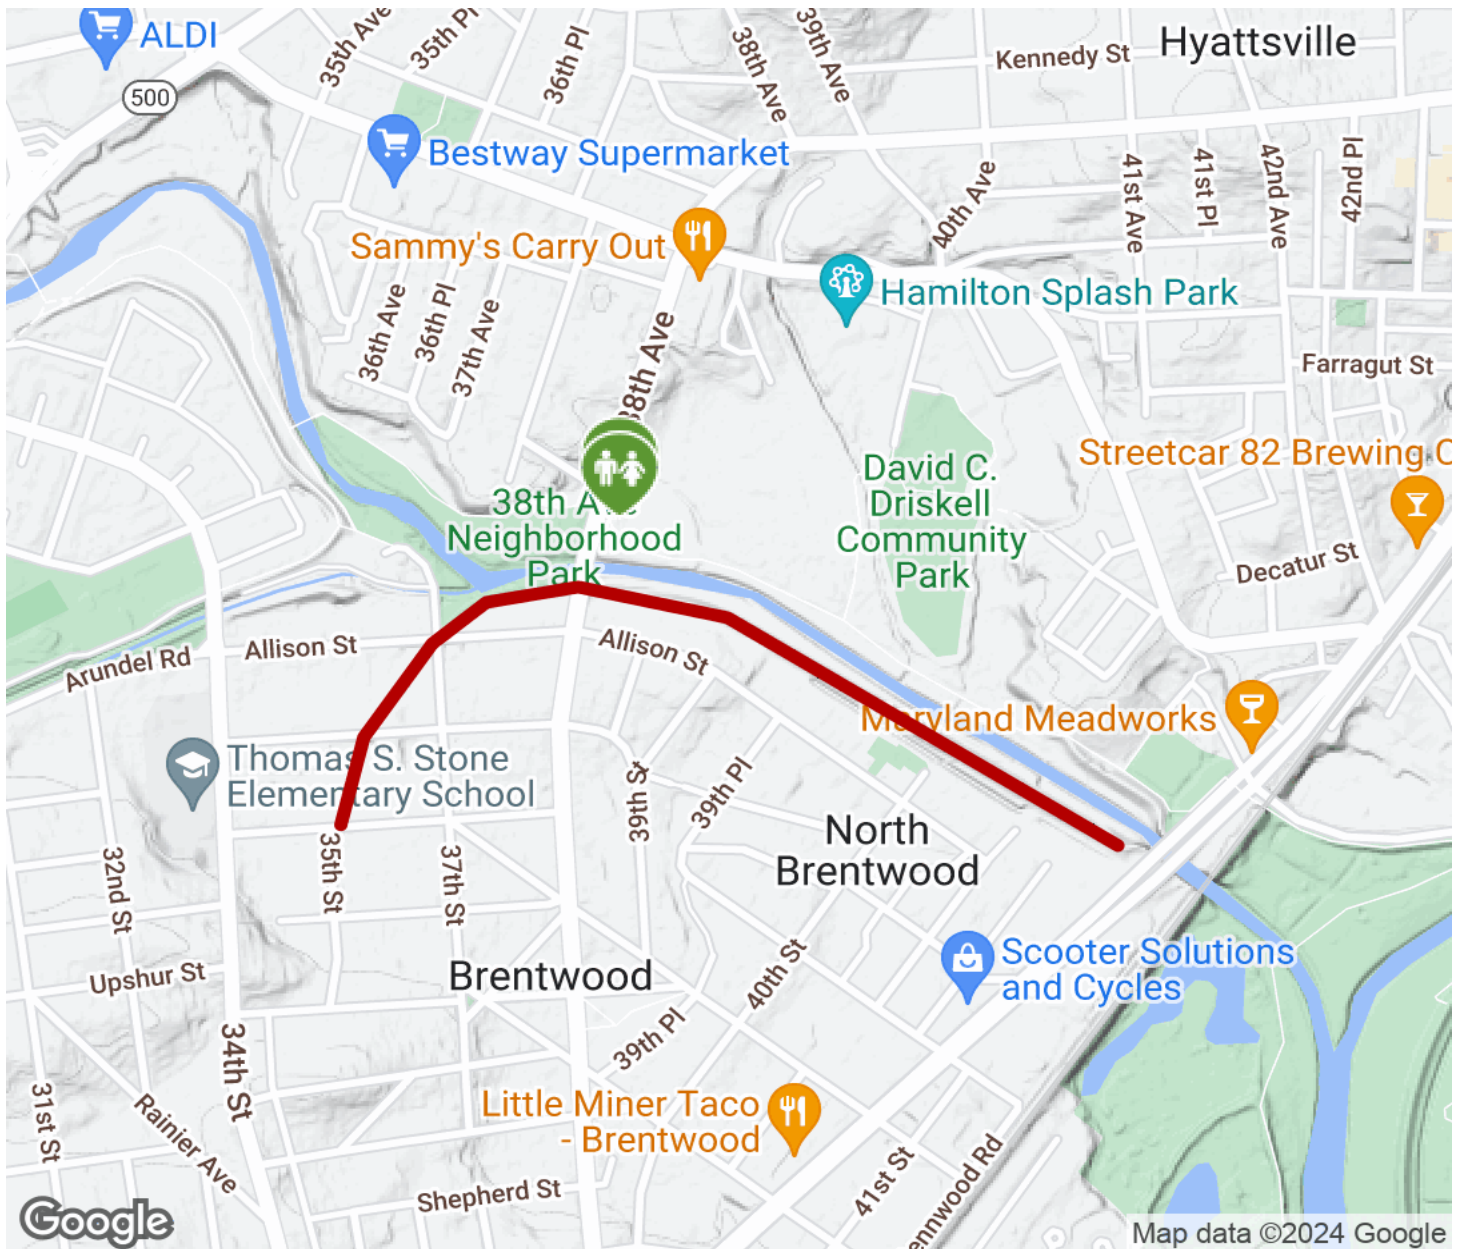 ALDI
35th Ave
35th Pl
36th Pl
38th Ave
39th Ave
Kennedy St
Hyattsville
500
Bestway Supermarket
40th Ave
41st Ave
41st Pl
42nd Ave
42nd Pl
Sammy's Carry Out
Hamilton Splash Park
36th Ave
36th Pl
37th Ave
38th Ave
Farragut St
Streetcar 82 Brewing C
David C.
Driskell
Community
Park
38th Ave
Neighborhood
Park
Decatur St
Allison St
Arundel Rd
Allison St
Maryland Meadworks
Thomas S. Stone
Elementary School
39th St
39th Pl
North
Brentwood
32nd St
35th St
37th St
Upshur St
Brentwood
40th St
Scooter Solutions
and Cycles
39th Pl
34th St
31st St
Rainier Ave
Little Miner Taco
- Brentwood
Shepherd St
41st St
ennwood Rd
Google
Map data ©2024 Google